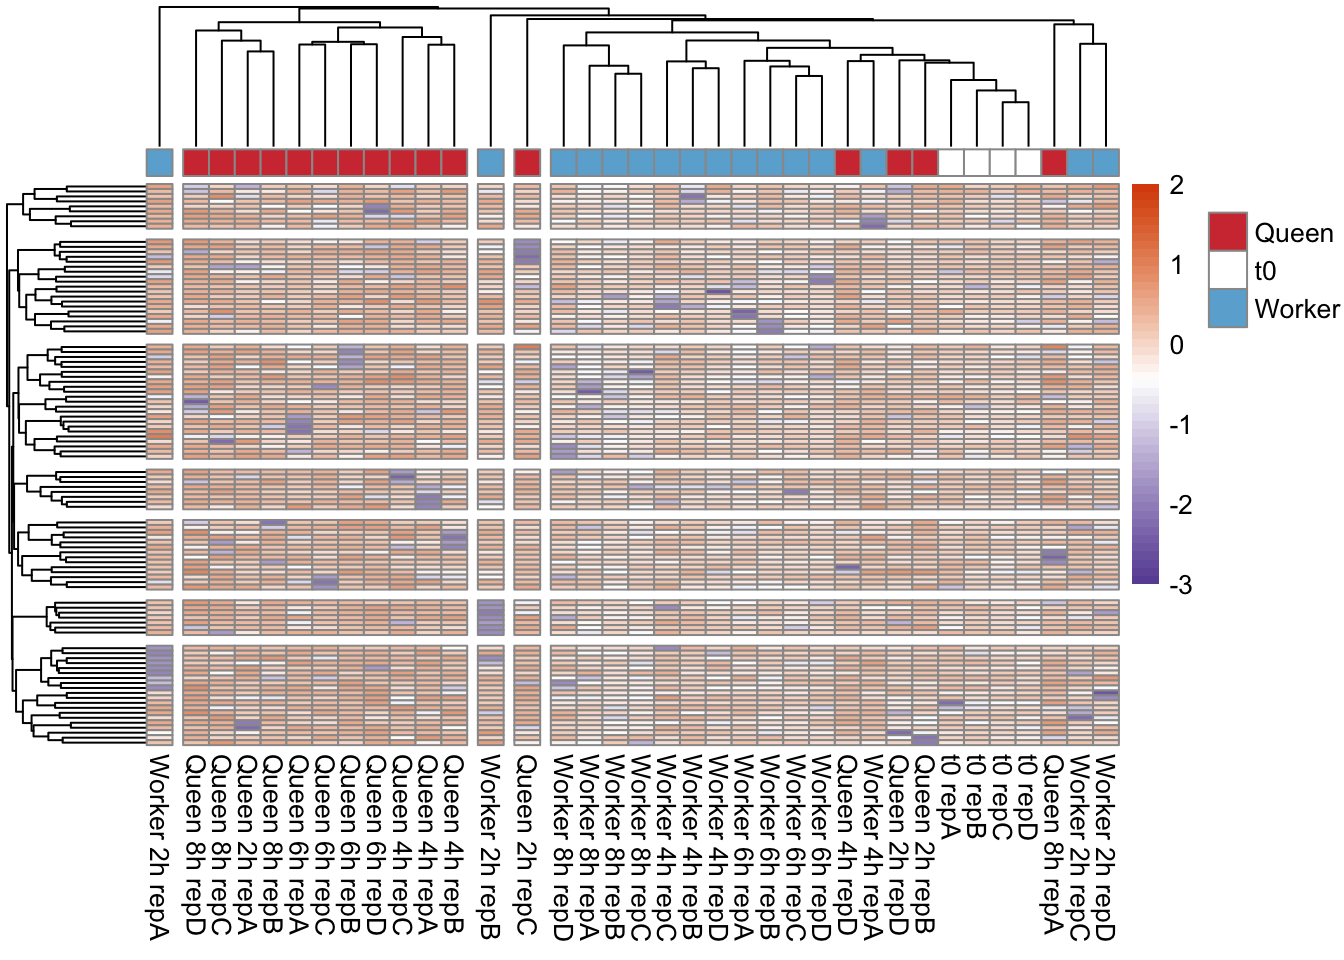 2
1
0
-1
-2
-3
Queen
t0
Worker
Worker 2h repA
Queen 8h repD
Queen 8h repC
Queen 2h repA
Queen 8h repB
Queen 6h repA
Queen 6h repC
Queen 6h repB
Queen 6h repD
Queen 4h repC
Queen 4h repA
Queen 4h repB
Worker 2h repB
Queen 2h repC
Worker 8h repD
Worker 8h repA
Worker 8h repB
Worker 8h repC
Worker 4h repC
Worker 4h repB
Worker 4h repD
Worker 6h repA
Worker 6h repB
Worker 6h repC
Worker 6h repD
Queen 4h repD
Worker 4h repA
Queen 2h repD
Queen 2h repB
t0 repA
t0 repB
t0 repC
t0 repD
Queen 8h repA
Worker 2h repC
Worker 2h repD